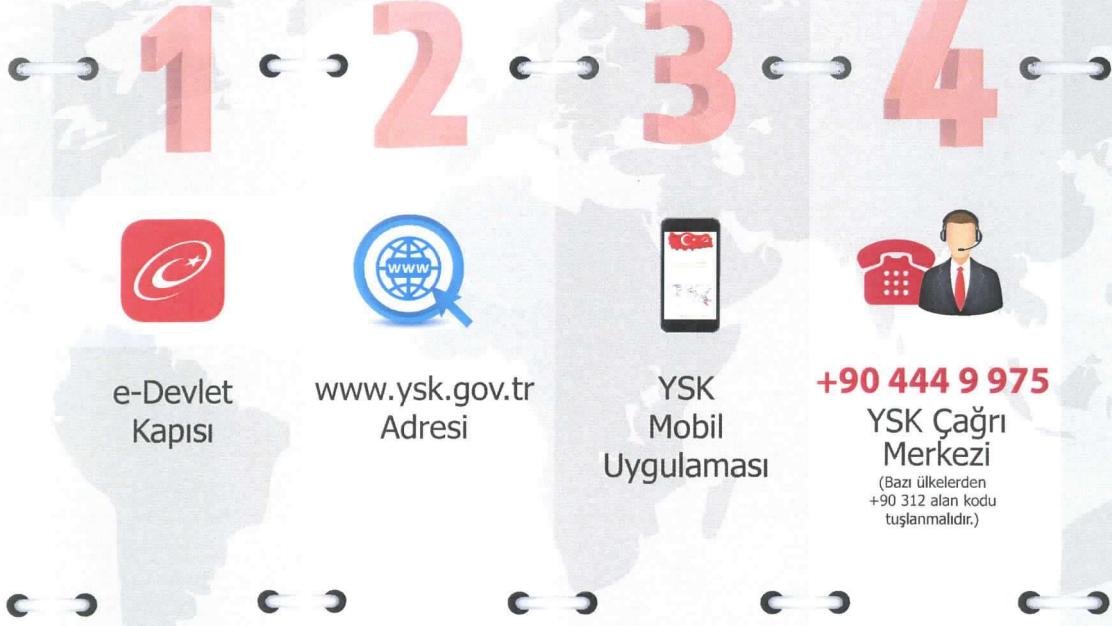 1
2
3
4
www
e-Devlet
Kapısı
www.ysk.gov.tr
Adresi
YSK
Mobil
Uygulaması
+90 444 9 975
YSK Çağrı
Merkezi
(Bazı ülkelerden
+90 312 alan kodu
tuşlanmalıdır.)